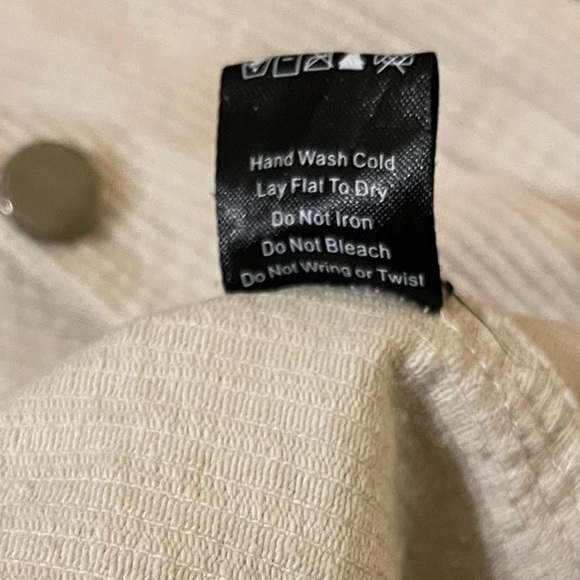 Hand Wash Cold
Lay Flat To Dry
Do Not Iron
Do Not Bleach
Do Not Wring or Twist